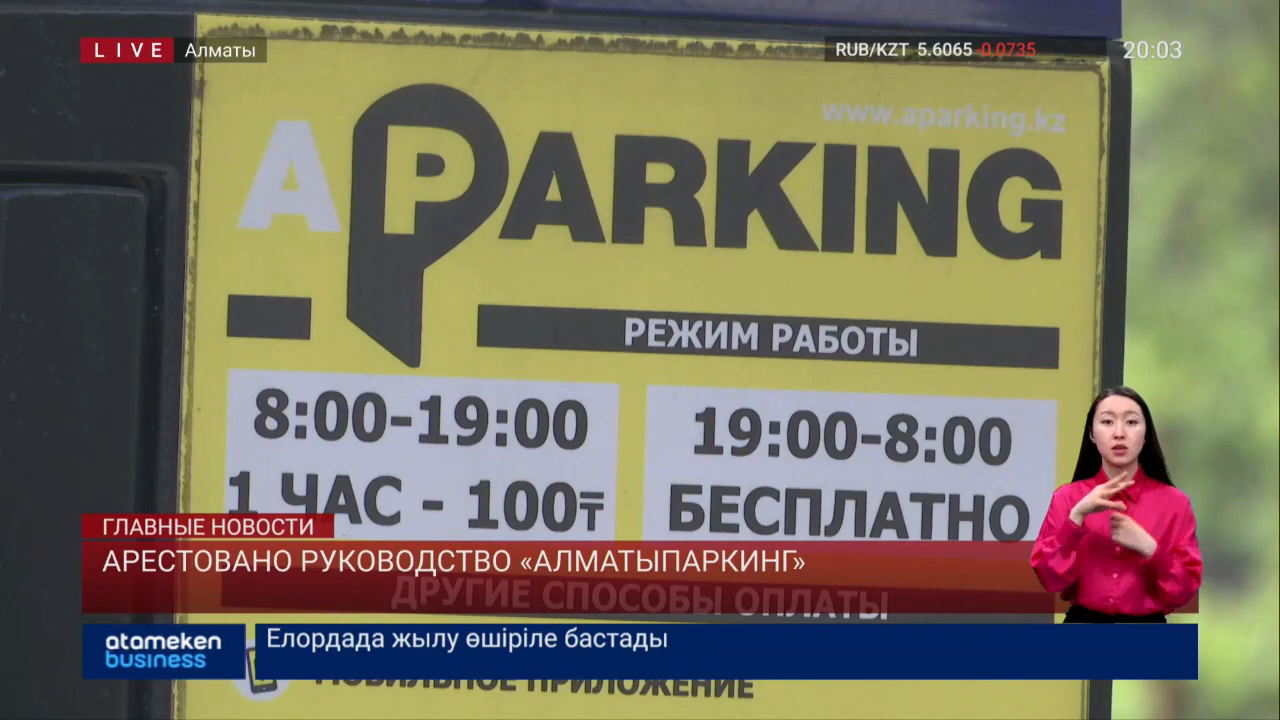 LIVE Алматы
RUB/KZT 5.6065 -0.0735
20:03
www.aparking.kz
APARKING
РЕЖИМ РАБОТЫ
8:00-19:00
1 ЧАС - 100₸
19:00-8:00
БЕСПЛАТНО
ГЛАВНЫЕ НОВОСТИ
АРЕСТОВАНО РУКОВОДСТВО «АЛМАТЫПАРКИНГ»
ДРУГИЕ СПОСОБЫ ОПЛАТЫ
atameken
business
Елордада жылу өшіріле бастады
МОБИЛЬНОЕ ПРИЛОЖЕНИЕ